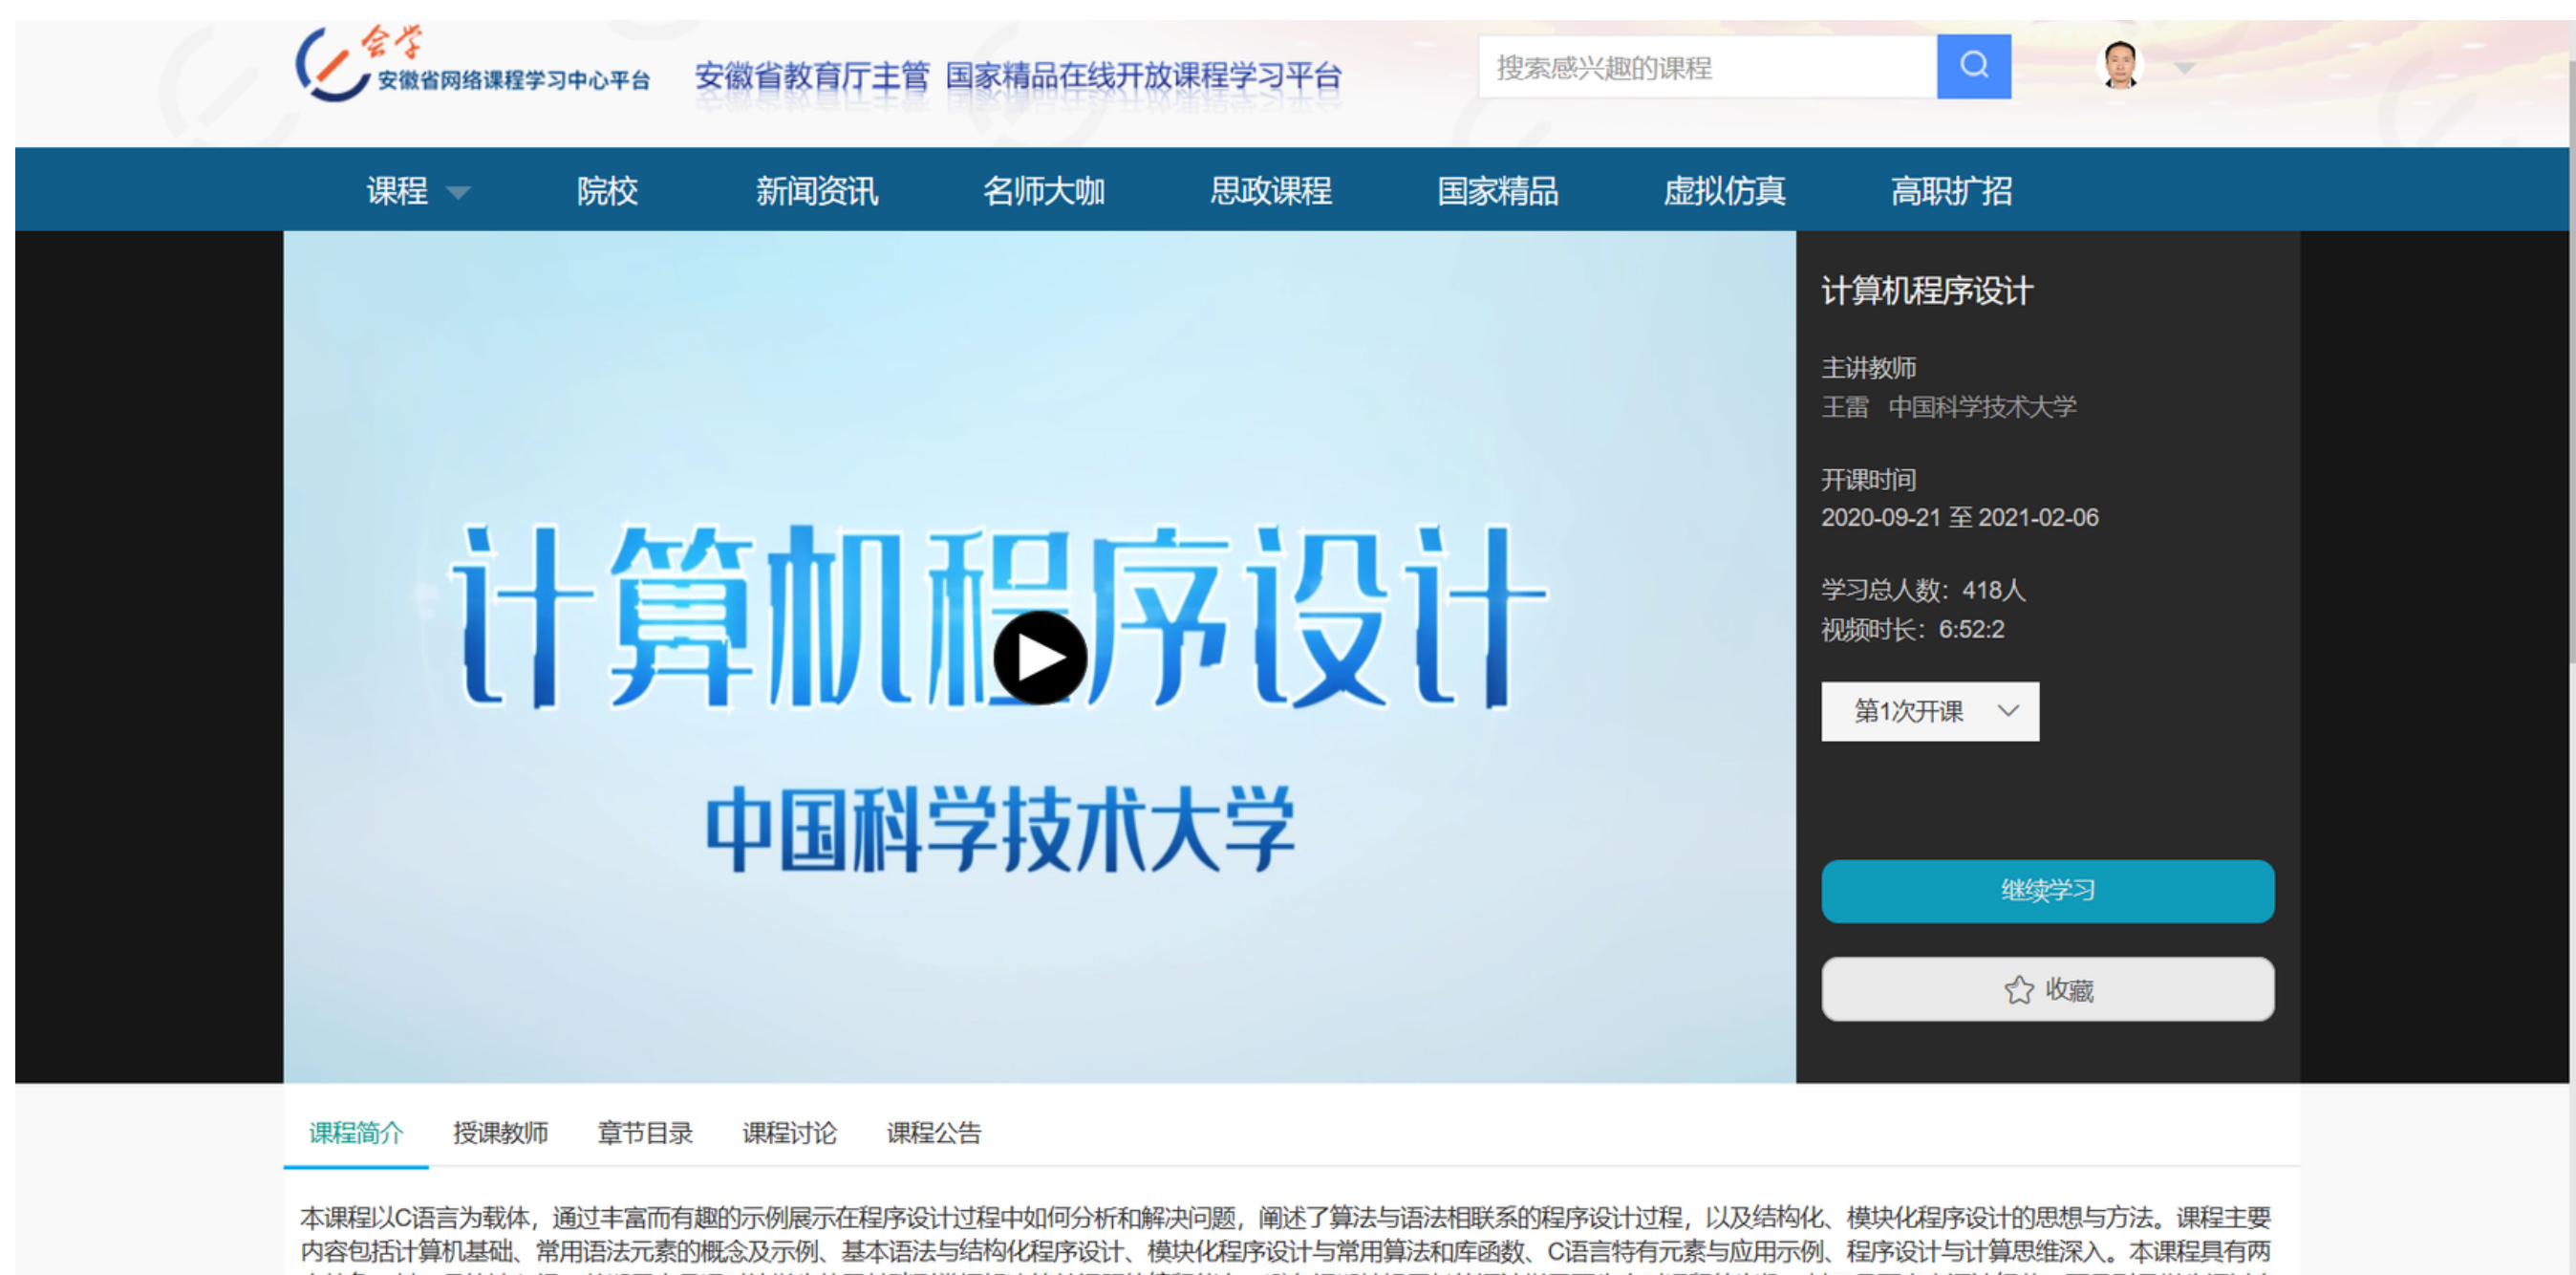 会学
安徽省网络课程学习中心平台
安徽省教育厅主管 国家精品在线开放课程学习平台
搜索感兴趣的课程
课程 院校 新闻资讯 名师大咖 思政课程 国家精品 虚拟仿真 高职扩招
计算机程序设计
中国科学技术大学
计算机程序设计
主讲教师
王雷 中国科学技术大学
开课时间
2020-09-21 至 2021-02-06
学习总人数：418人
视频时长：6:52:2
第1次开课
继续学习
收藏
课程简介 授课教师 章节目录 课程讨论 课程公告
本课程以C语言为载体，通过丰富而有趣的示例展示在程序设计过程中如何分析和解决问题，阐述了算法与语法相联系的程序设计过程，以及结构化、模块化程序设计的思想与方法。课程主要
内容包括计算机基础、常用语法元素的概念及示例、基本语法与结构化程序设计、模块化程序设计与常用算法和库函数、C语言特有元素与应用示例、程序设计与计算思维深入。本课程具有两